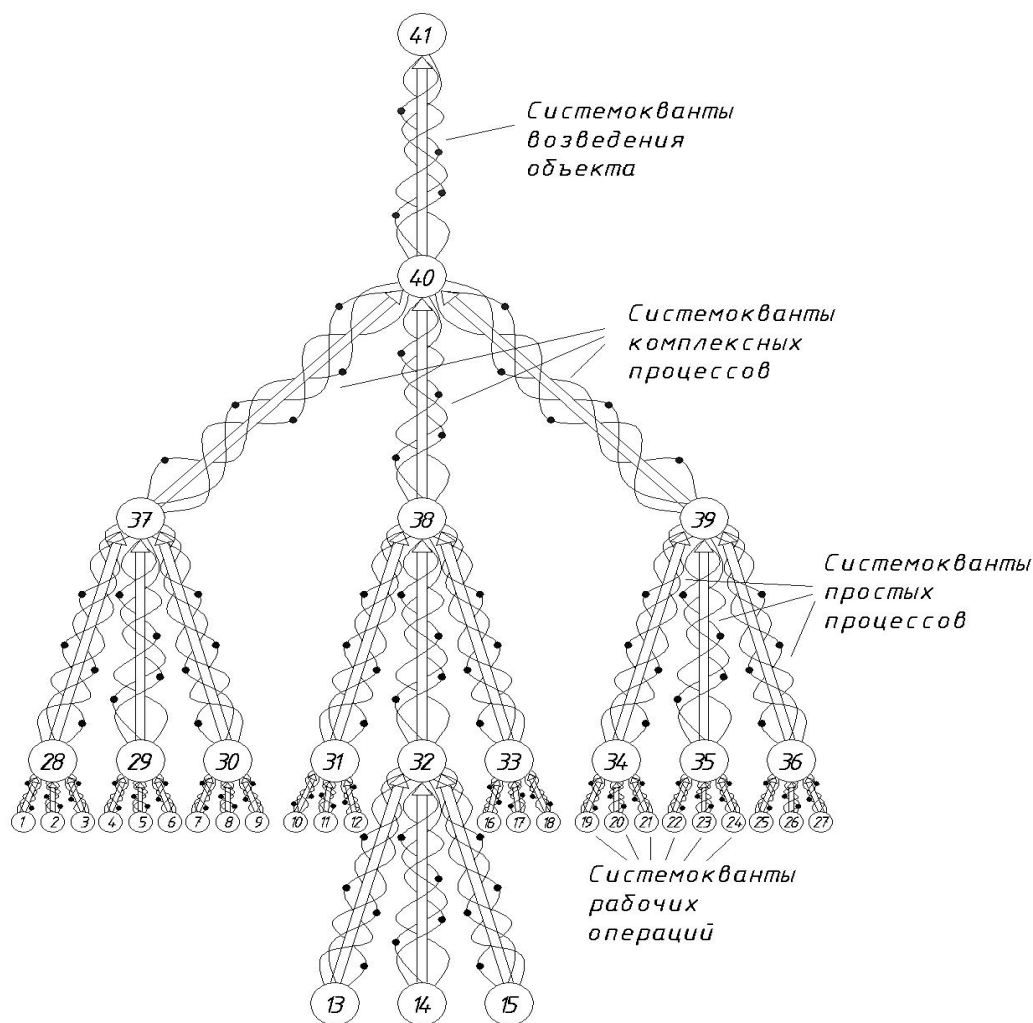 41
Системокванты
возведения
объекта
40
Системокванты
комплексных
процессов
37 38 39
Системокванты
простых
процессов
28 29 30 31 32 33 34 35 36
1 2 3 4 5 6 7 8 9 10 11 12 16 17 18 19 20 21 22 23 24 25 26 27
Системокванты
рабочих
операций
13 14 15